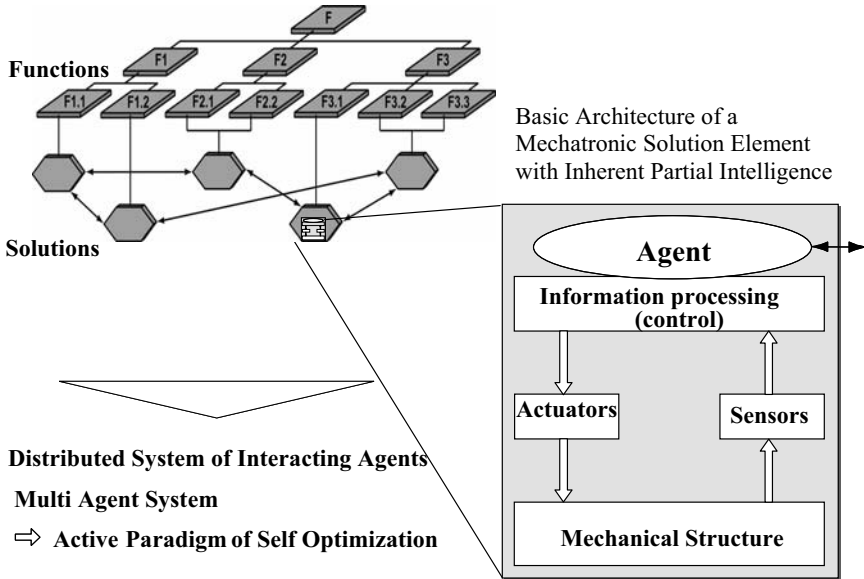 F
Functions
F1
F2
F3
F1.1
F1.2
F2.1
F2.2
F3.1
F3.2
F3.3
Solutions
Basic Architecture of a
Mechatronic Solution Element
with Inherent Partial Intelligence
Agent
Information processing
(control)
Actuators
Sensors
Mechanical Structure
Distributed System of Interacting Agents
Multi Agent System
⇨ Active Paradigm of Self Optimization